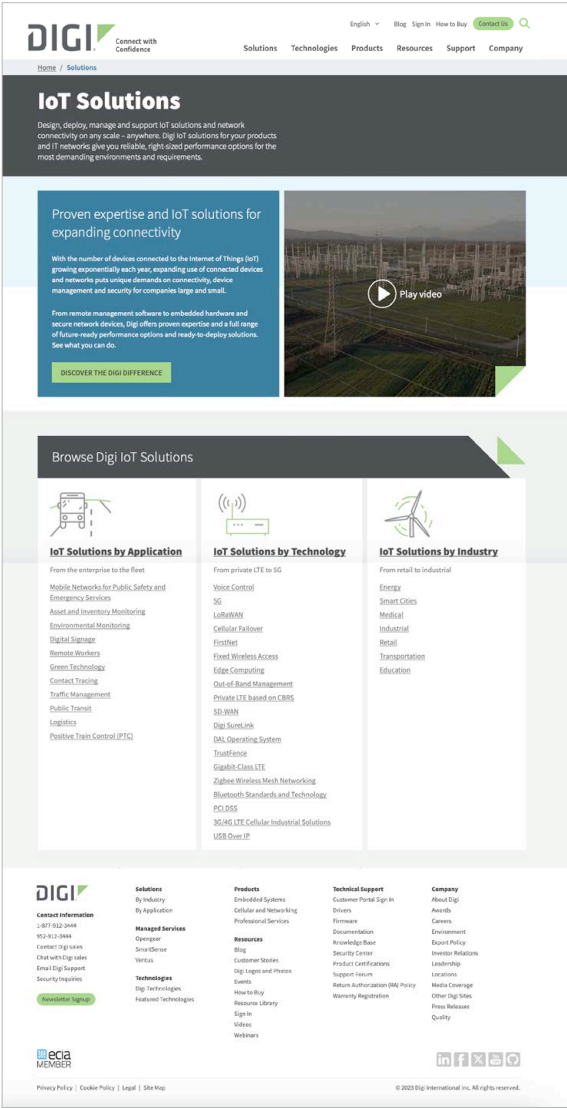 English
Blog Sign In How to Buy Contact Us
DIGI
Connect with
Confidence
Solutions Technologies Products Resources Support Company
Home / Solutions
IoT Solutions
Design, deploy, manage and support IoT solutions and network
connectivity on any scale – anywhere. Digi IoT solutions for your products
and IT networks give you reliable, right-sized performance options for the
most demanding environments and requirements.
Proven expertise and IoT solutions for
expanding connectivity
With the number of devices connected to the Internet of Things (IoT)
growing exponentially each year, expanding use of connected devices
and networks puts unique demands on connectivity, device
management and security for companies large and small.
From remote management software to embedded hardware and
secure network devices, Digi offers proven expertise and a full range
of future-ready performance options and ready-to-deploy solutions.
See what you can do.
DISCOVER THE DIGI DIFFERENCE
Play video
Browse Digi IoT Solutions
IoT Solutions by Application
From the enterprise to the fleet
Mobile Networks for Public Safety and
Emergency Services
Asset and Inventory Monitoring
Environmental Monitoring
Digital Signage
Remote Workers
Green Technology
Contact Tracing
Traffic Management
Public Transit
Logistics
Positive Train Control (PTC)
IoT Solutions by Technology
From private LTE to 5G
Voice Control
5G
LoRaWAN
Cellular Failover
FirstNet
Fixed Wireless Access
Edge Computing
Out-of-Band Management
Private LTE based on CBRS
SD-WAN
Digi SureLink
DAL Operating System
TrustFence
Gigabit-Class LTE
Zigbee Wireless Mesh Networking
Bluetooth Standards and Technology
PCI DSS
3G/4G LTE Cellular Industrial Solutions
USB Over IP
IoT Solutions by Industry
From retail to industrial
Energy
Smart Cities
Medical
Industrial
Retail
Transportation
Education
DIGI
Contact Information
1-877-912-3444
952-912-3444
Contact Digi sales
Chat with Digi sales
Email Digi Support
Security Inquiries
Newsletter Signup
Solutions
By Industry
By Application
Managed Services
Opengear
SmartSense
Ventus
Technologies
Digi Technologies
Featured Technologies
Products
Embedded Systems
Cellular and Networking
Professional Services
Resources
Blog
Customer Stories
Digi Logos and Photos
Events
How to Buy
Resource Library
Sign In
Videos
Webinars
Technical Support
Customer Portal Sign In
Drivers
Firmware
Documentation
Knowledge Base
Security Center
Product Certifications
Support Forum
Return Authorization (RA) Policy
Warranty Registration
Company
About Digi
Awards
Careers
Environment
Export Policy
Investor Relations
Leadership
Locations
Media Coverage
Other Digi Sites
Press Releases
Quality
ecia
MEMBER
Privacy Policy | Cookie Policy | Legal | Site Map
© 2023 Digi International Inc. All rights reserved.